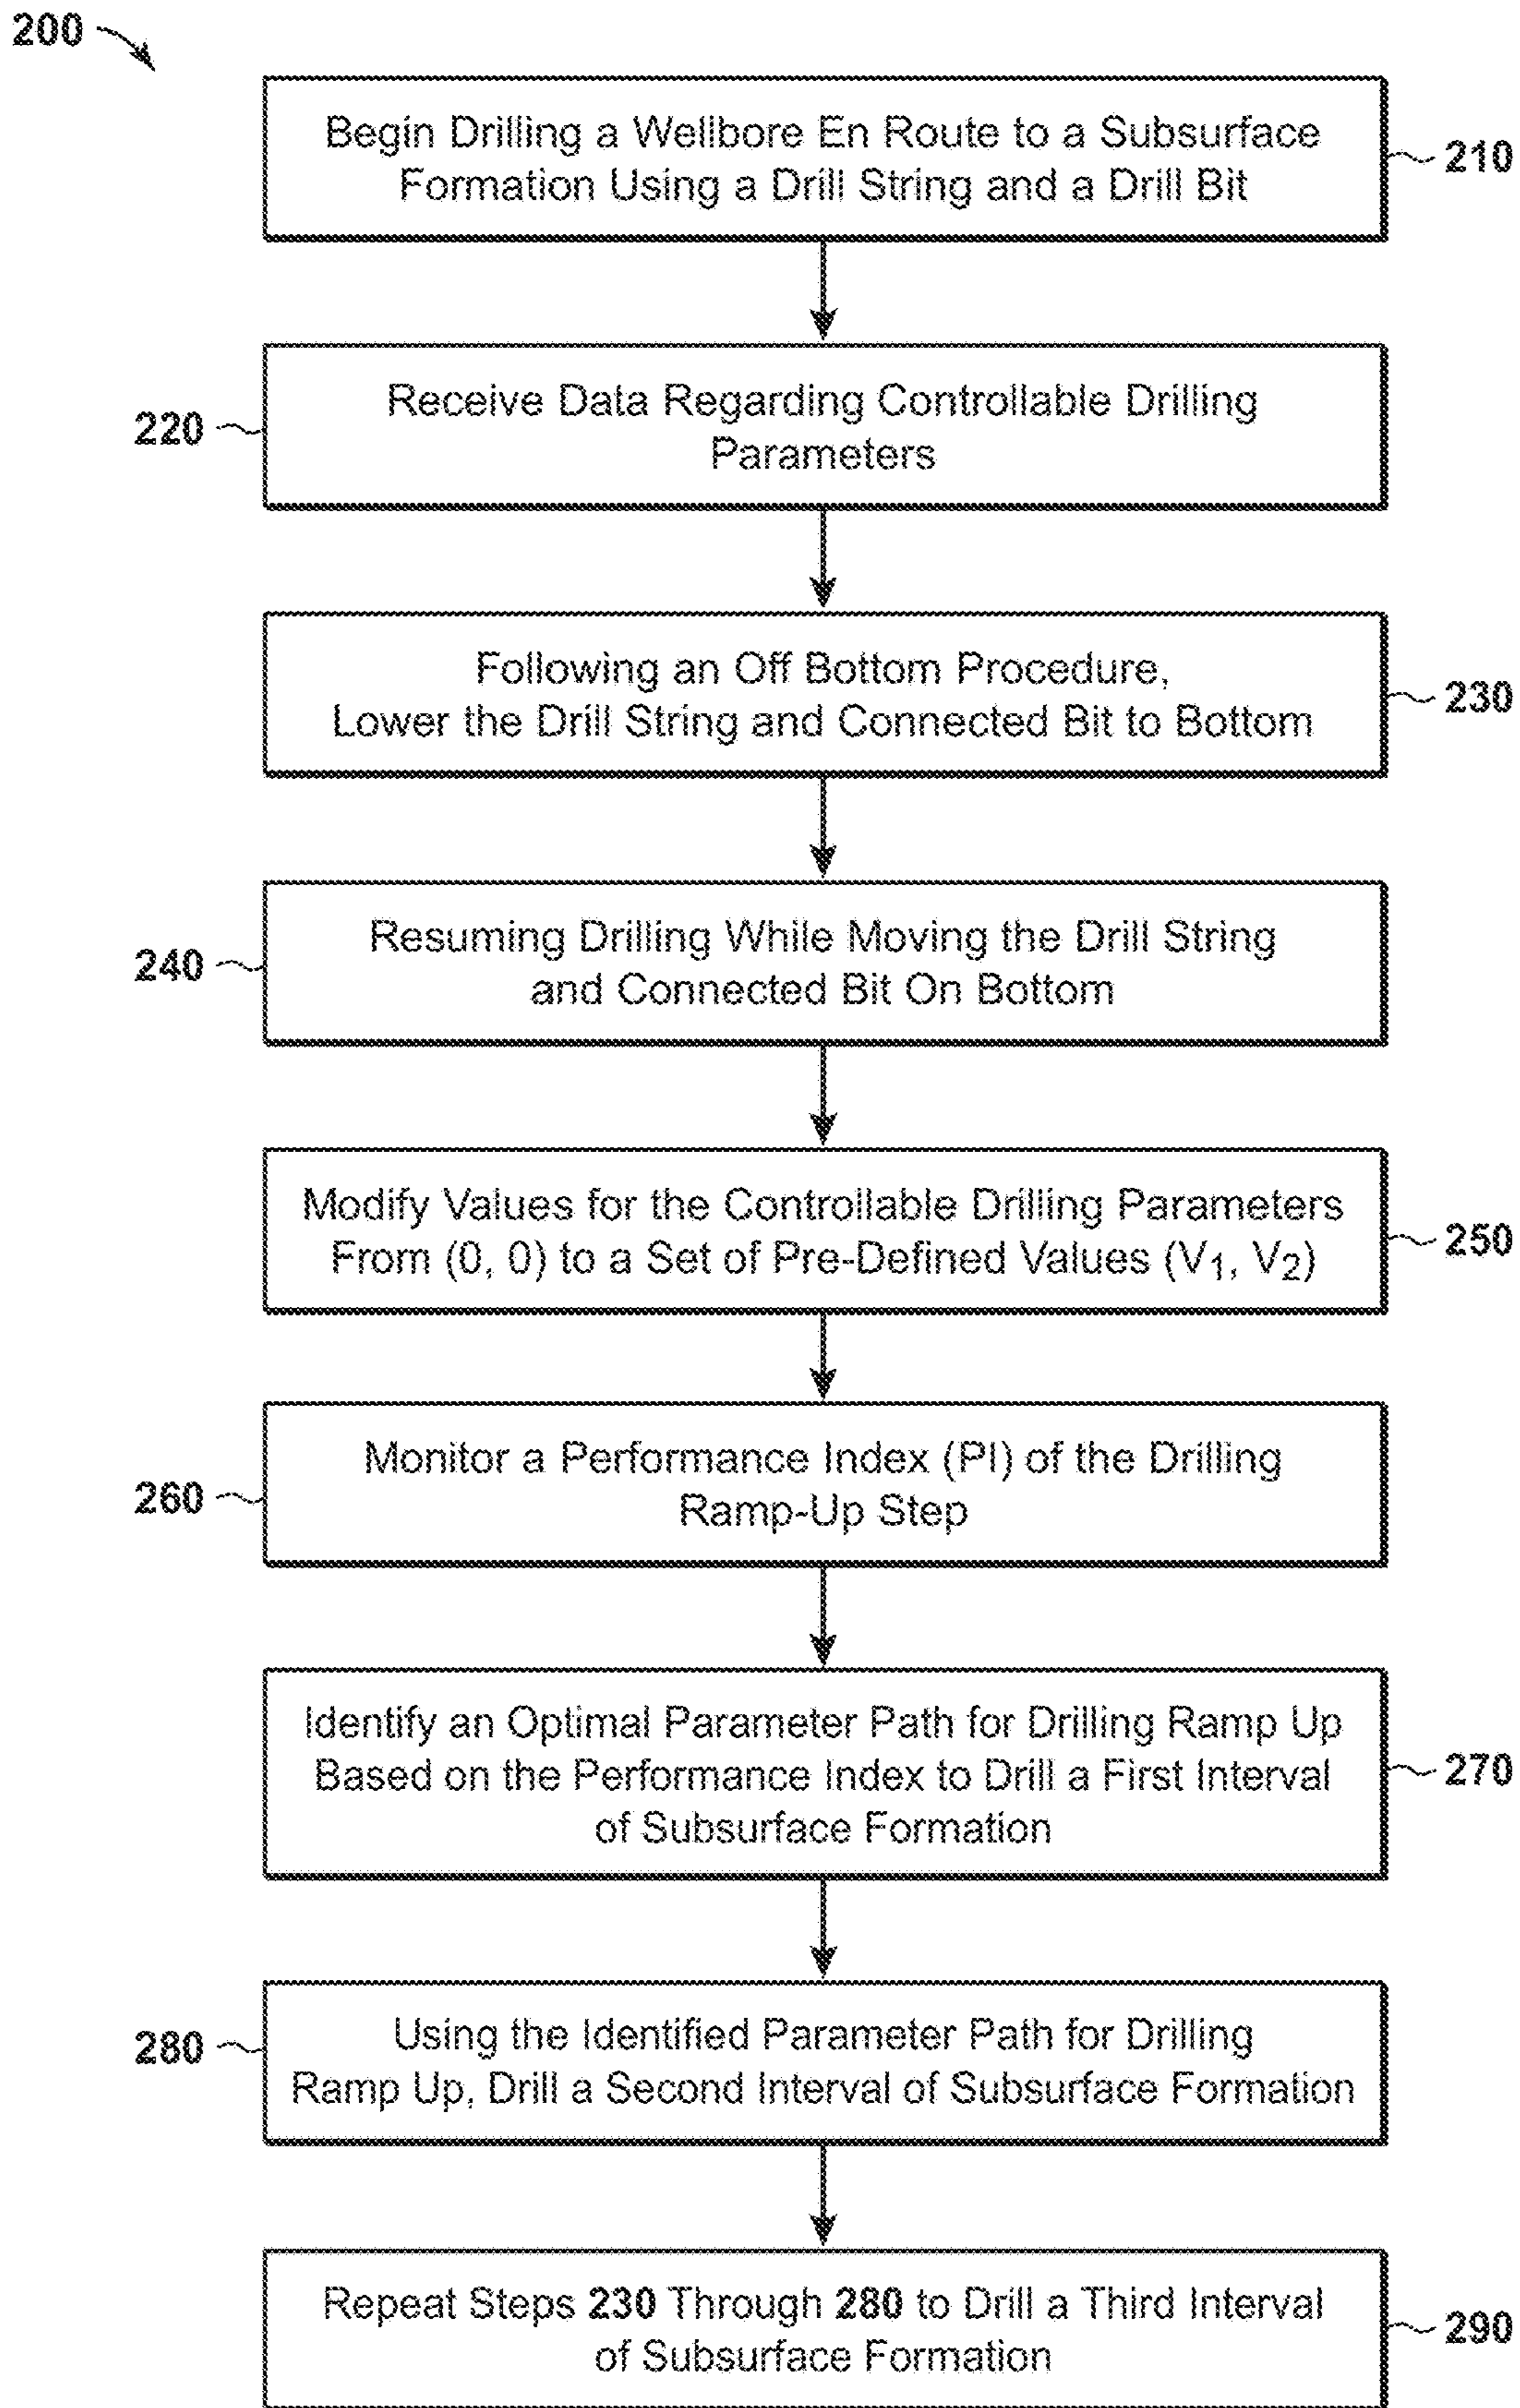 200
Begin Drilling a Wellbore En Route to a Subsurface
Formation Using a Drill String and a Drill Bit
210
Receive Data Regarding Controllable Drilling
Parameters
220
Following an Off Bottom Procedure,
Lower the Drill String and Connected Bit to Bottom
230
Resuming Drilling While Moving the Drill String
and Connected Bit On Bottom
240
Modify Values for the Controllable Drilling Parameters
From (0, 0) to a Set of Pre-Defined Values (V₁, V₂)
250
Monitor a Performance Index (PI) of the Drilling
Ramp-Up Step
260
Identify an Optimal Parameter Path for Drilling Ramp Up
Based on the Performance Index to Drill a First Interval
of Subsurface Formation
270
Using the Identified Parameter Path for Drilling
Ramp Up, Drill a Second Interval of Subsurface Formation
280
Repeat Steps 230 Through 280 to Drill a Third Interval
of Subsurface Formation
290